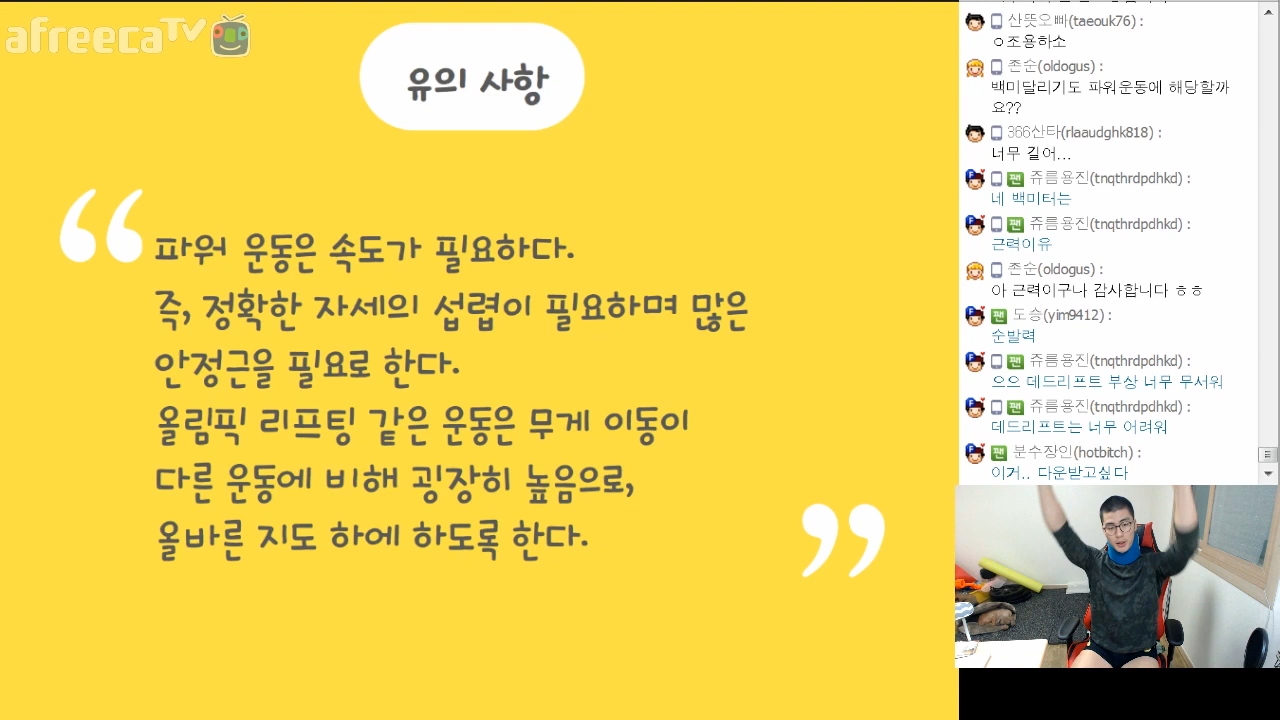 afreecaTV
유의 사항
파워 운동은 속도가 필요하다.
즉, 정확한 자세의 섭렵이 필요하며 많은
안정근을 필요로 한다.
올림픽 리프팅 같은 운동은 무게 이동이
다른 운동에 비해 굉장히 높음으로,
올바른 지도 하에 하도록 한다.
산뜻오빠(taeouk76) :
ㅇ조용하소
존순(oldogus) :
백미달리기도 파워운동에 해당할까
요??
366산타(rlaaudghk818) :
너무 길어...
팬 쥬름용진(tnqthrdpdhkd) :
네 백미터는
팬 쥬름용진(tnqthrdpdhkd) :
근력이유
존순(oldogus) :
아 근력이구나 감사합니다 ㅎㅎ
팬 도승(yim9412) :
순발력
팬 쥬름용진(tnqthrdpdhkd) :
으으 데드리프트 부상 너무 무서워
팬 쥬름용진(tnqthrdpdhkd) :
데드리프트는 너무 어려워
팬 분수장인(hotbitch) :
이거.. 다운받고싶다